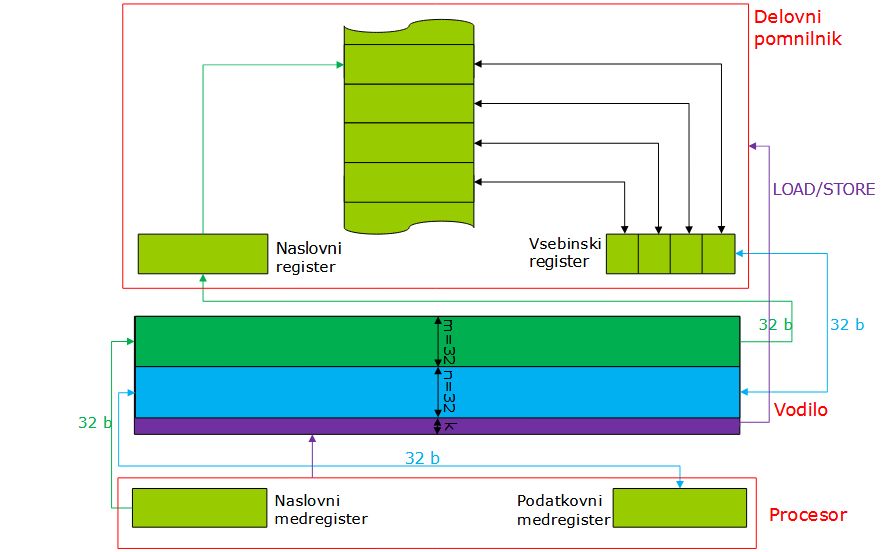 Delovni
pomnilnik
LOAD/STORE
Naslovni
register
Vsebinski
register
32 b
32 b
m=32
n=32
k
Vodilo
32 b
32 b
Naslovni
medregister
Podatkovni
medregister
Procesor